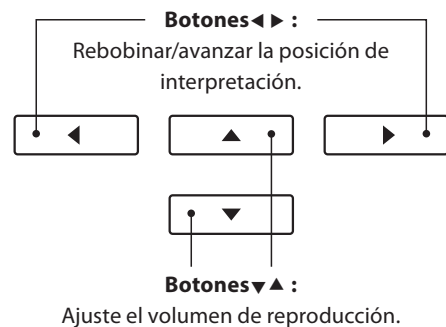 Botones◀ ▶ :
Rebobinar/avanzar la posición de
interpretación.
Botones▼▲ :
Ajuste el volumen de reproducción.